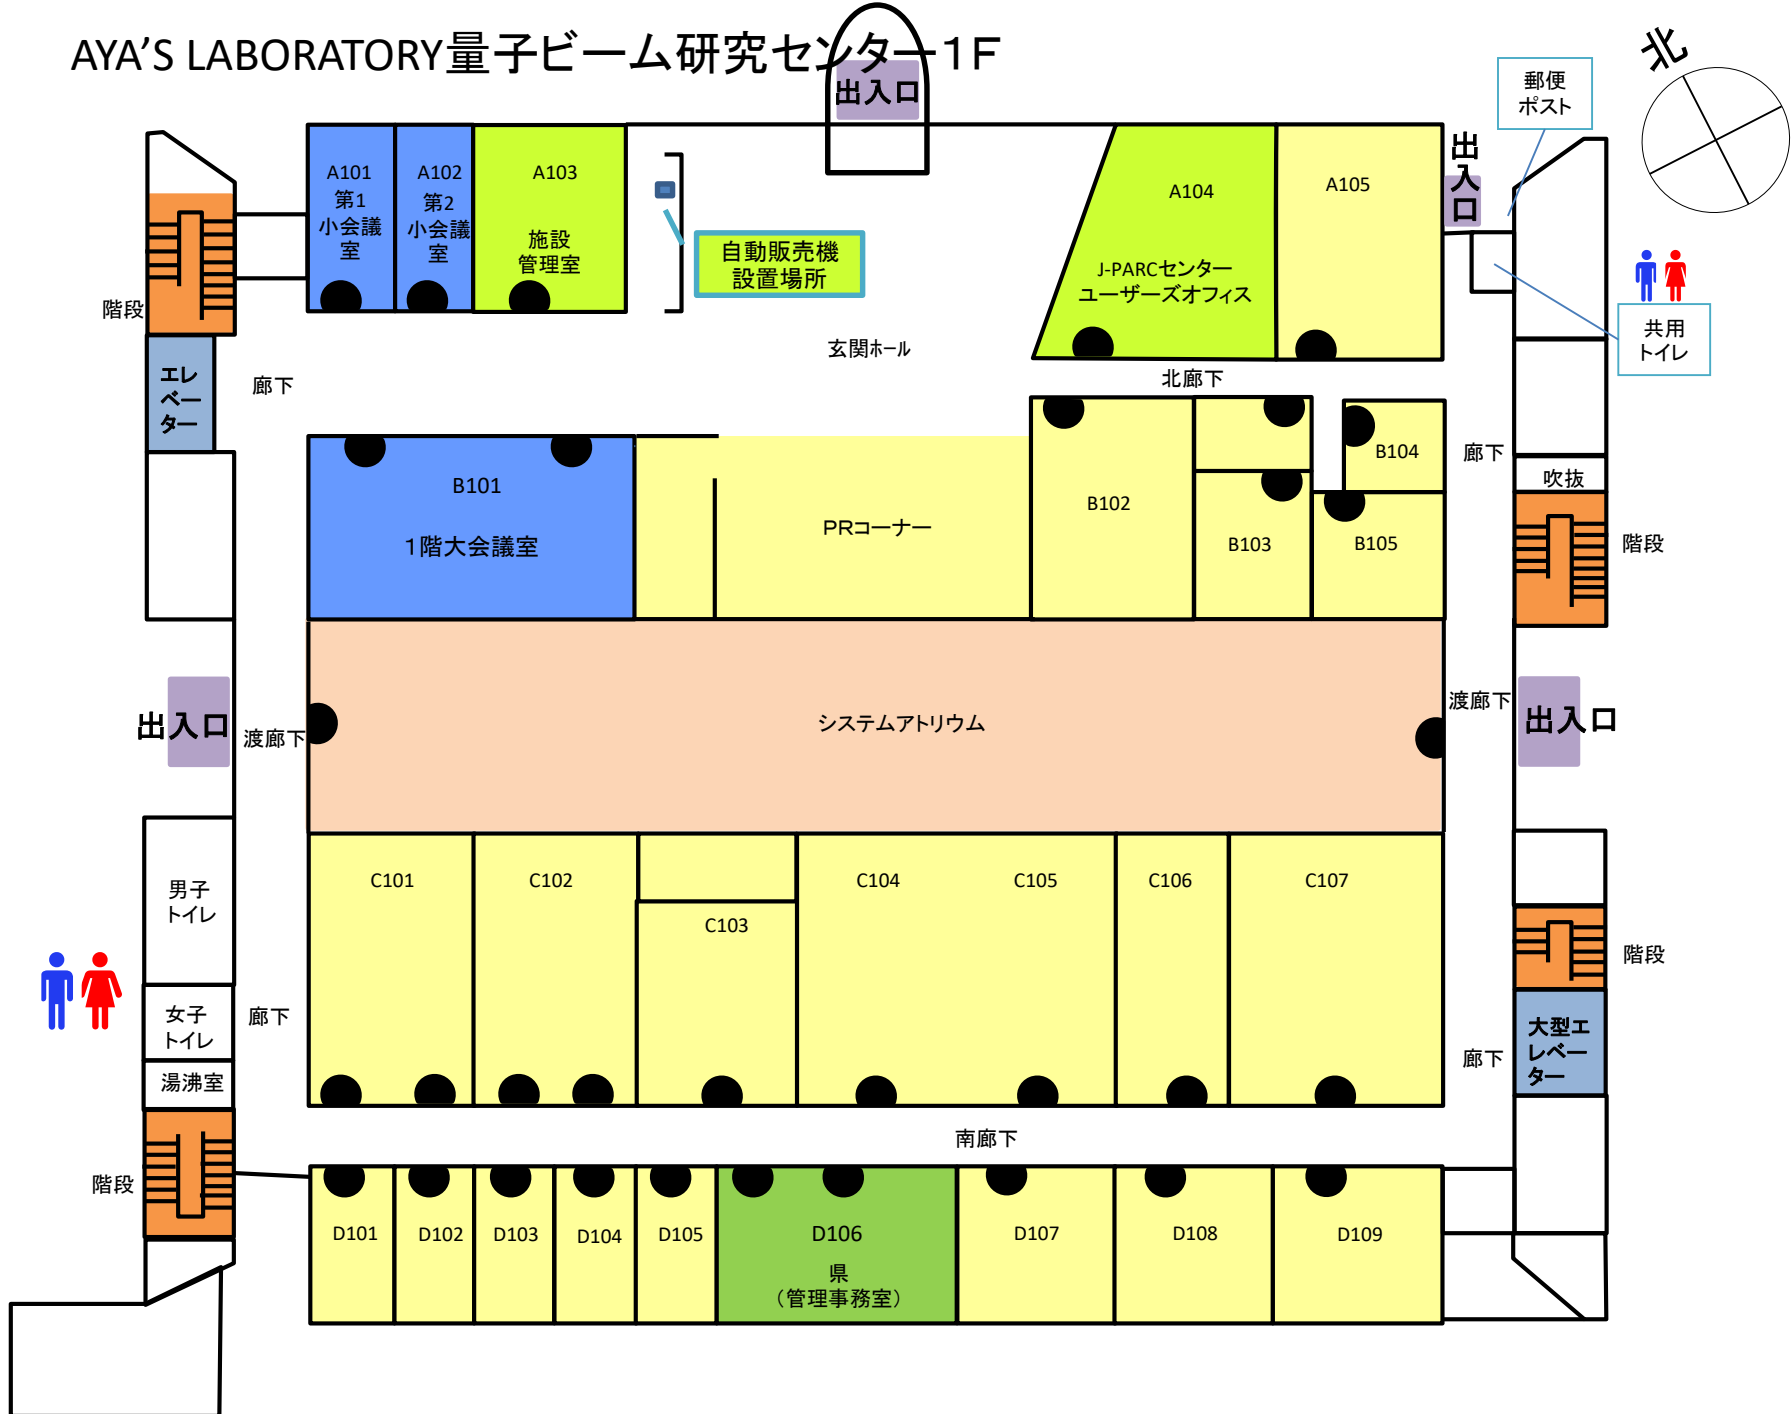 AYA'S LABORATORY量子ビーム研究センター１Ｆ
出入口
北
郵便
ポスト
出
入
口
A101
第1
小会議
室
A102
第2
小会議
室
A103
施設
管理室
自動販売機
設置場所
A104
J-PARCセンター
ユーザーズオフィス
A105
共用
トイレ
階段
エレ
ベー
ター
廊下
玄関ホール
北廊下
廊下
吹抜
階段
B101
１階大会議室
PRコーナー
B102
B103
B104
B105
出入口
渡廊下
システムアトリウム
渡廊下
出入口
男子
トイレ
女子
トイレ
湯沸室
廊下
C101
C102
C103
C104
C105
C106
C107
階段
大型エ
レベー
ター
廊下
南廊下
階段
D101
D102
D103
D104
D105
D106
県
（管理事務室）
D107
D108
D109